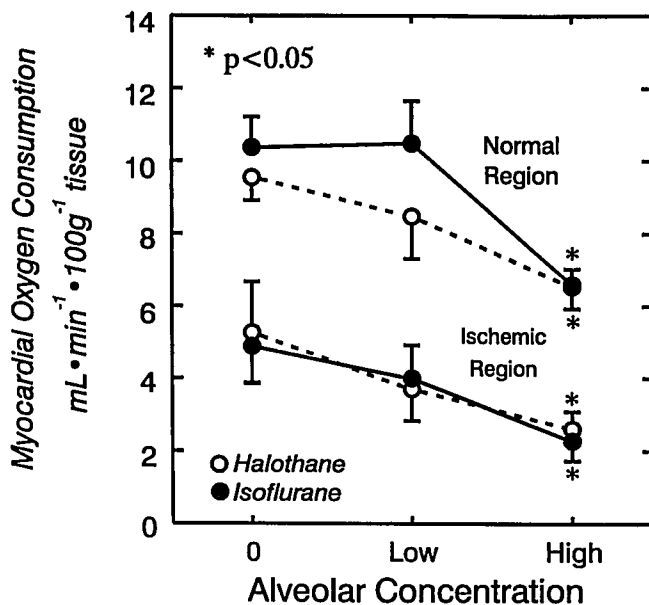 Myocardial Oxygen Consumption
mL•min⁻¹•100g⁻¹ tissue
14
12
10
8
6
4
2
0
* p<0.05
Normal
Region
*
*
Ischemic
Region
*
*
Halothane
Isoflurane
0 Low High
Alveolar Concentration